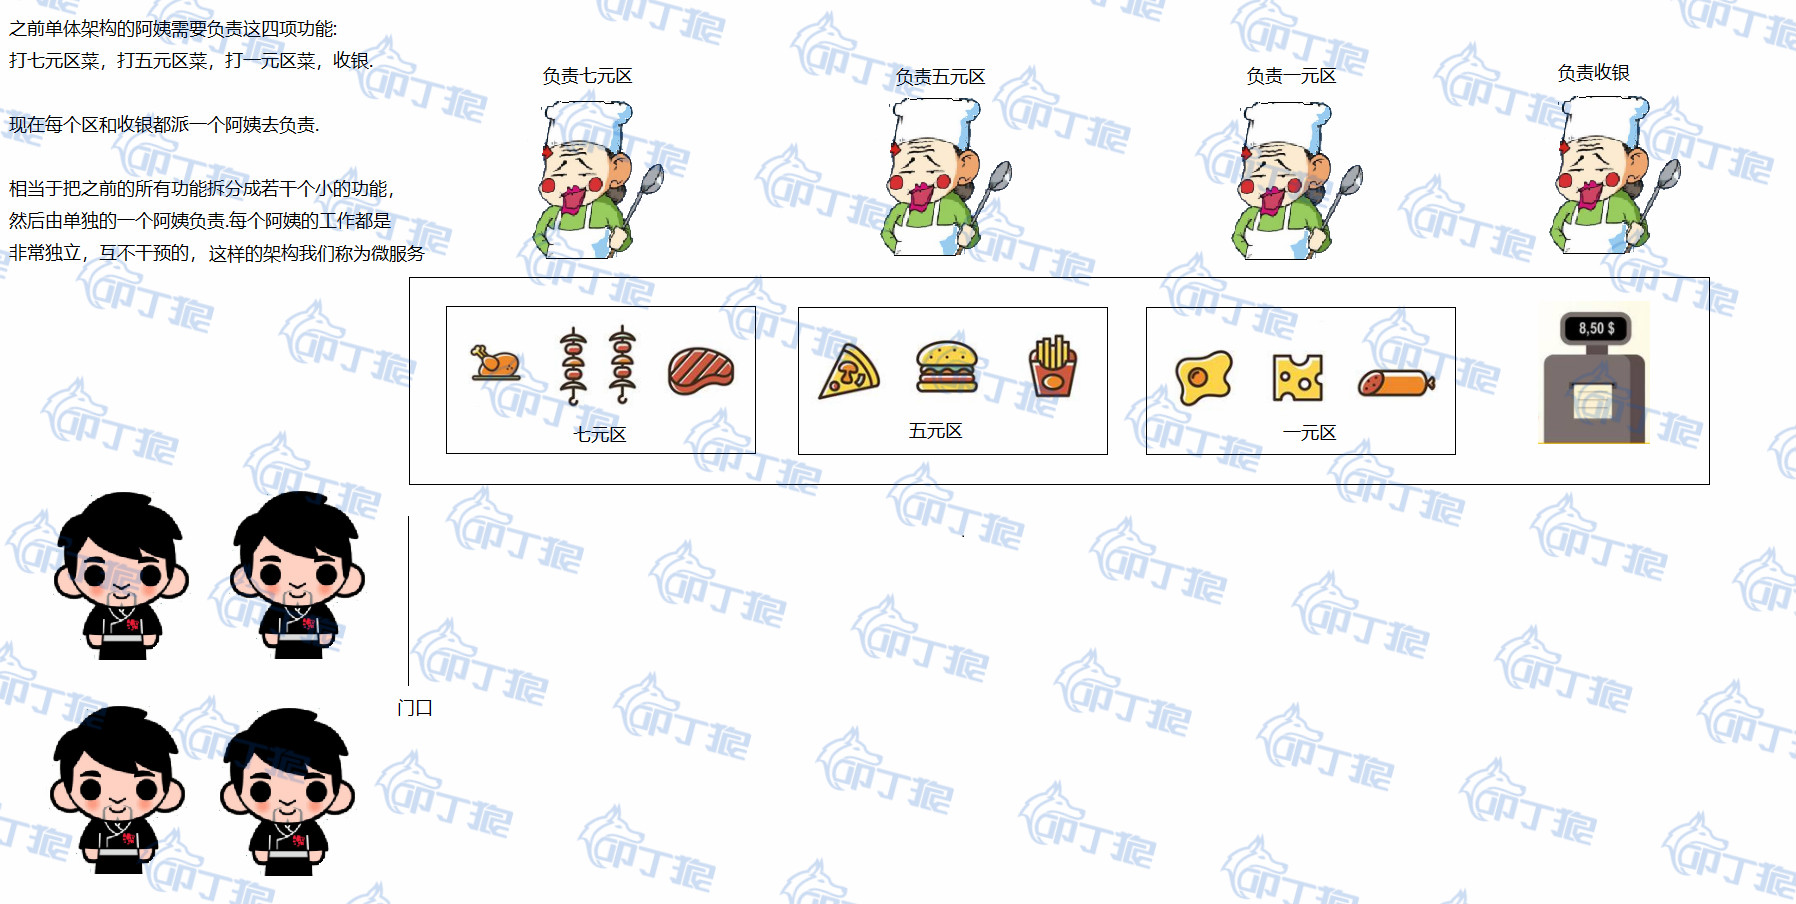 之前单体架构的阿姨需要负责这四项功能:
打七元区菜，打五元区菜，打一元区菜，收银.
现在每个区和收银都派一个阿姨去负责.
相当于把之前的所有功能拆分成若干个小的功能，
然后由单独的一个阿姨负责.每个阿姨的工作都是
非常独立，互不干预的，这样的架构我们称为微服务
负责七元区
负责五元区
负责一元区
负责收银
七元区
五元区
一元区
8,50 $
门口
叩丁狼